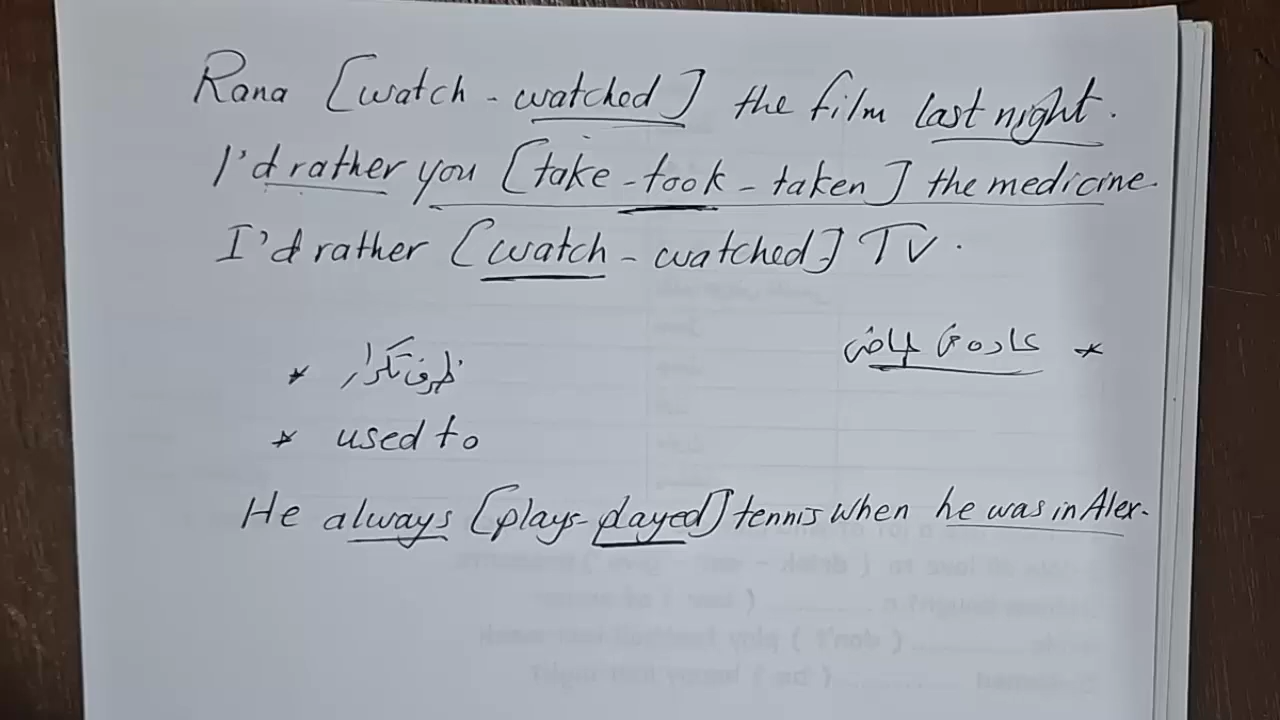 Rana [watch - watched] the film last night.
I'd rather you [take - took - taken] the medicine.
I'd rather [watch - watched] TV.
* عادة في الماضي
* ظرف تكرار
* used to
He always [plays - played] tennis when he was in Alex.